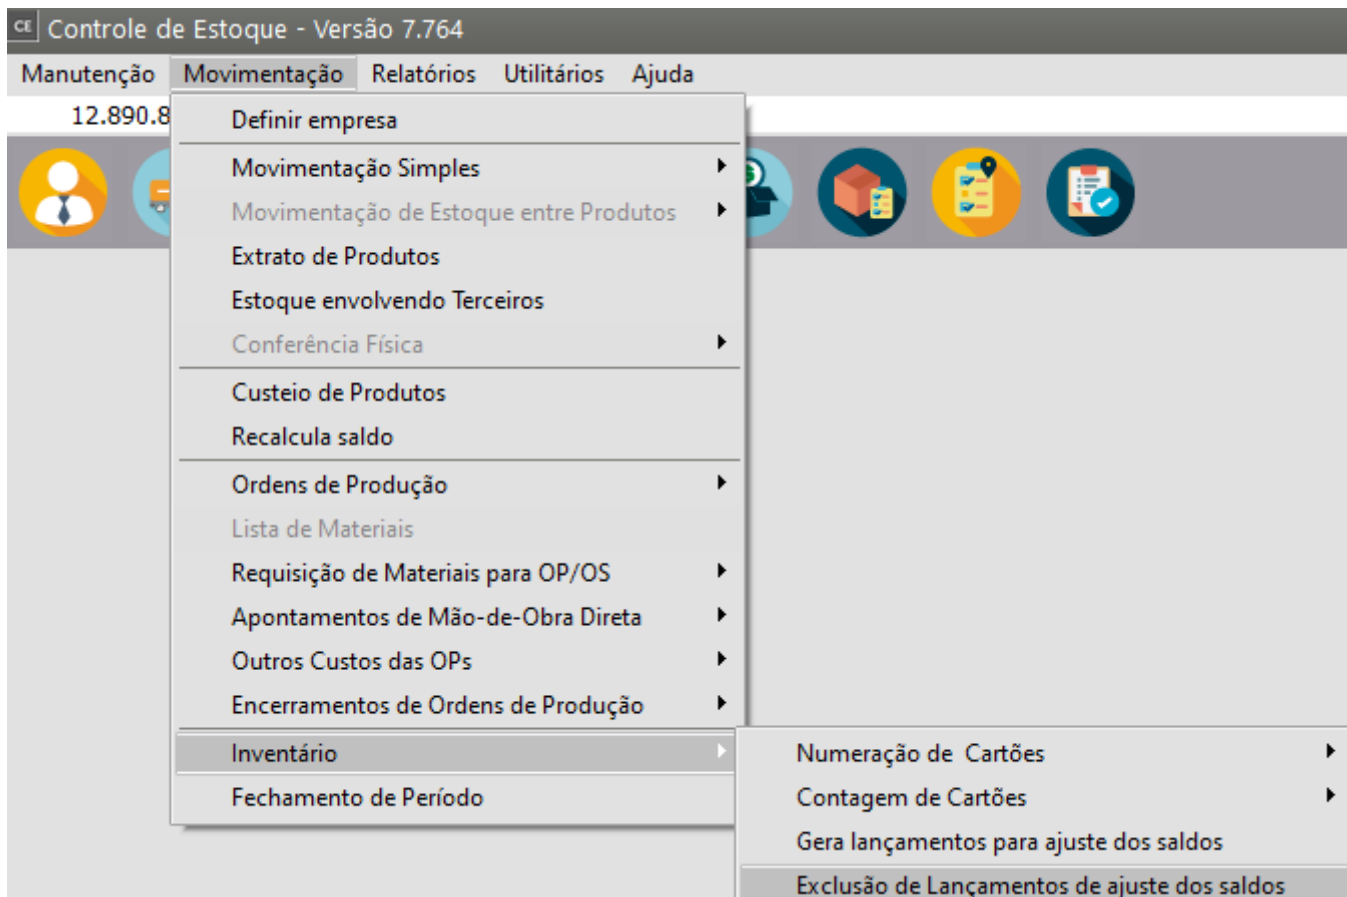 CE Controle de Estoque - Versão 7.764
Manutenção Movimentação Relatórios Utilitários Ajuda
12.890.8
Definir empresa
Movimentação Simples
Movimentação de Estoque entre Produtos
Extrato de Produtos
Estoque envolvendo Terceiros
Conferência Física
Custeio de Produtos
Recalcula saldo
Ordens de Produção
Lista de Materiais
Requisição de Materiais para OP/OS
Apontamentos de Mão-de-Obra Direta
Outros Custos das OPs
Encerramentos de Ordens de Produção
Inventário
Fechamento de Período
Numeração de Cartões
Contagem de Cartões
Gera lançamentos para ajuste dos saldos
Exclusão de Lançamentos de ajuste dos saldos